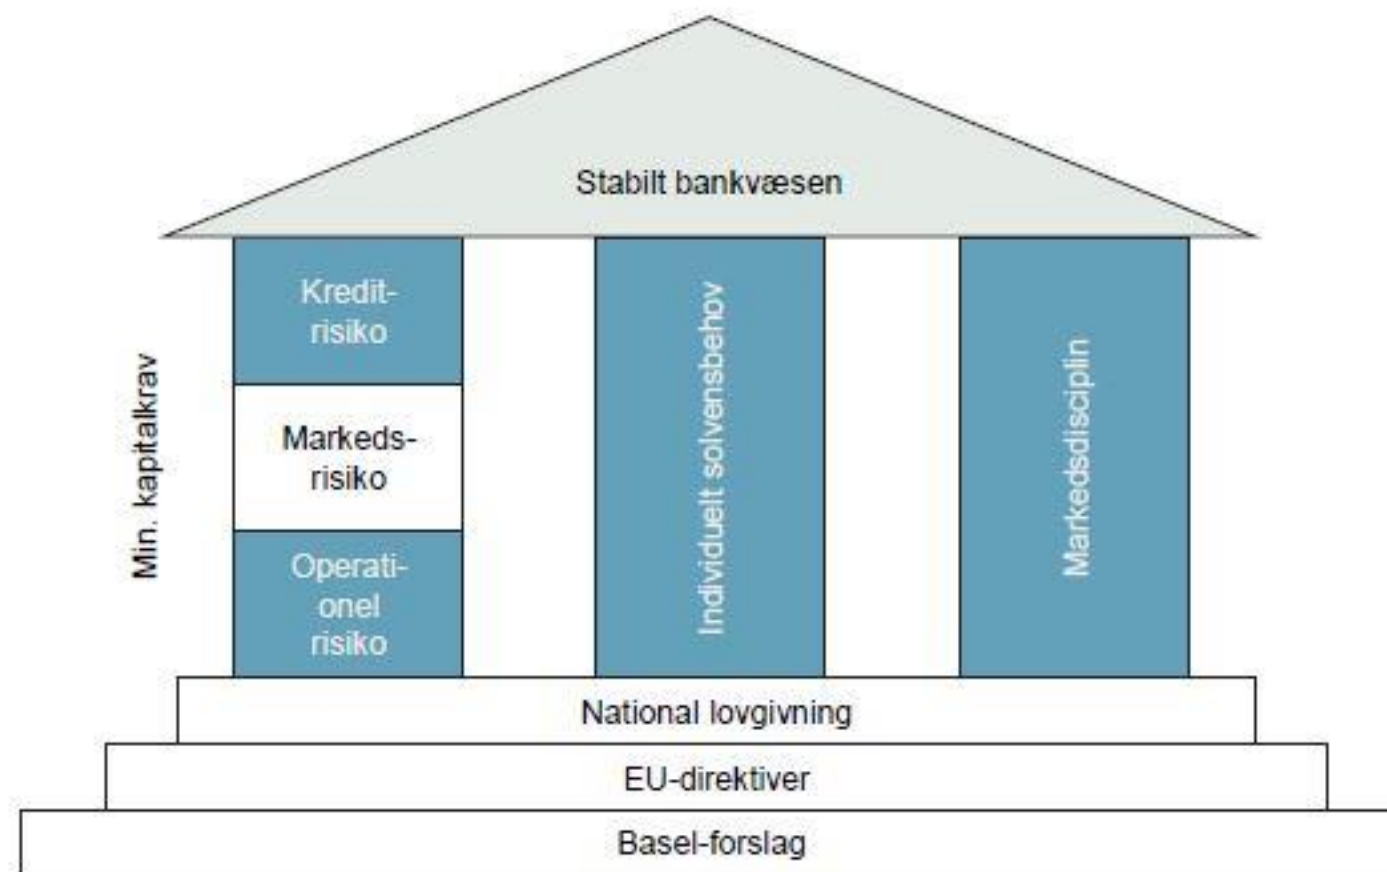 Stabilt bankvæsen
Min. kapitalkrav
Kredit-
risiko
Markeds-
risiko
Operati-
onel
risiko
Individuelt solvensbehov
Markedsdisciplin
National lovgivning
EU-direktiver
Basel-forslag